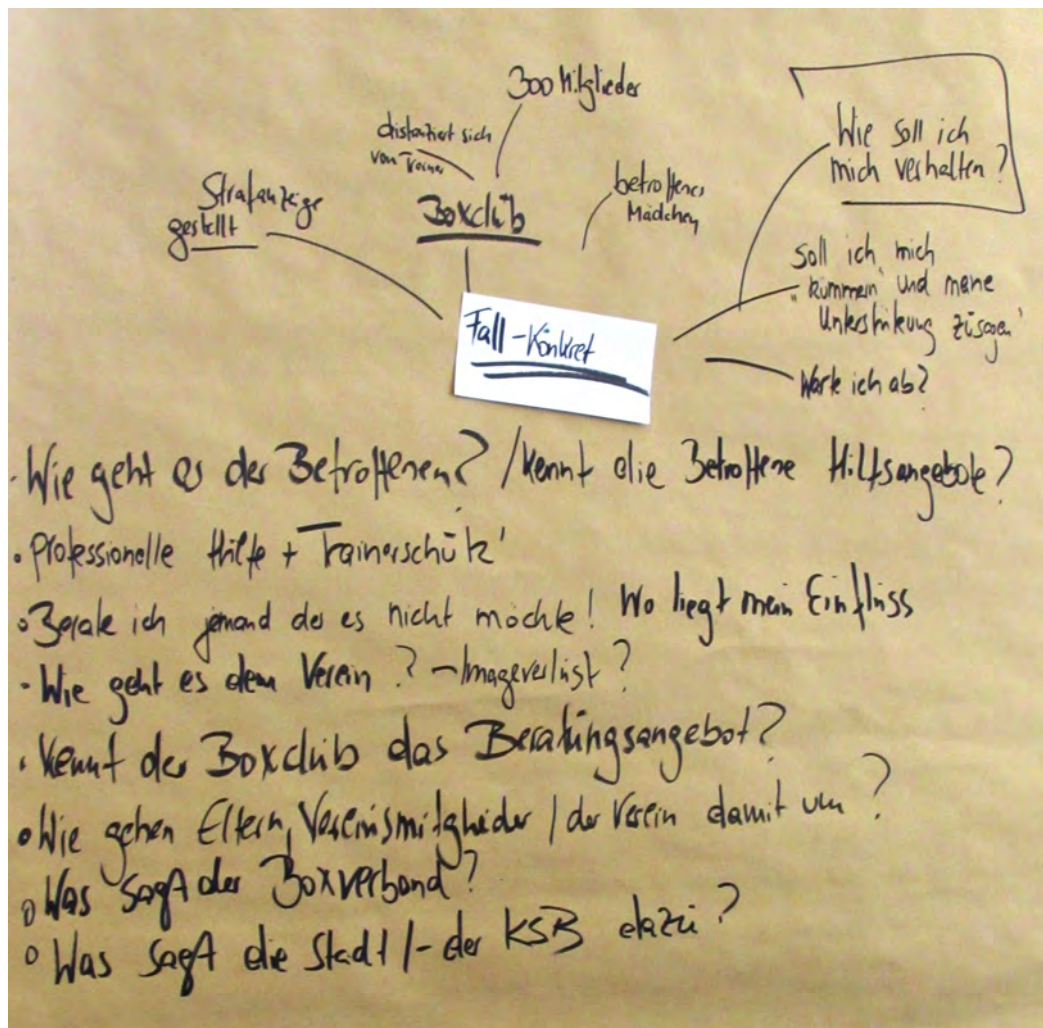 300 Mitglieder
distanziert sich
von Trainer
Boxclub
Strafanzeige
gestellt
betroffenes
Mädchen
Wie soll ich
mich verhalten?
Soll ich mich
"kümmern" und meine
Unterstützung zusagen"
Warte ich ab?
Fall - Konkret
· Wie geht es der Betroffenen? / Kennt die Betroffene Hilfsangebote?
· Professionelle Hilfe + Trainerschütz'
· Berate ich jemand der es nicht möchte! Wo liegt mein Einfluss
· Wie geht es dem Verein? - Imageverlust?
· Kennt der Boxclub das Beratungsangebot?
· Wie gehen Eltern, Vereinsmitglieder / der Verein damit um?
· Was sagt der Boxverband?
· Was sagt die Stadt / - der KSB dazu?